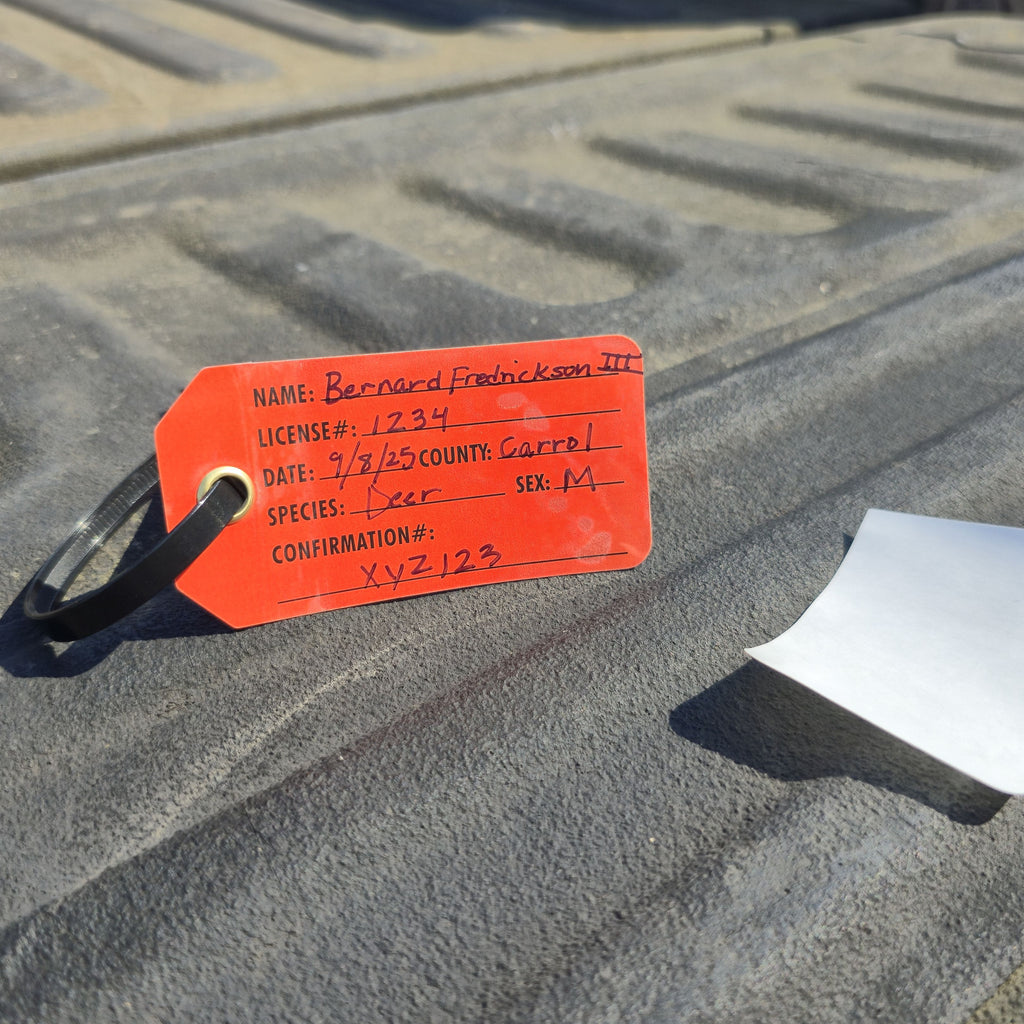 NAME: Bernard Fredrickson III
LICENSE#: 1234
DATE: 9/8/25 COUNTY: Carrol
SPECIES: Deer SEX: M
CONFIRMATION#:
XYZ123